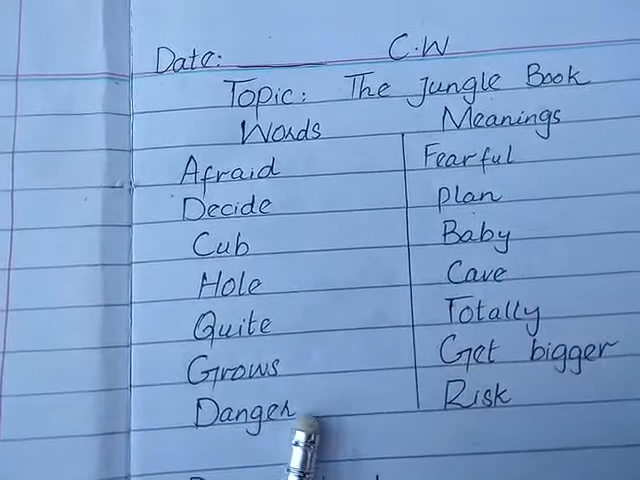 Date: ________ C.W
Topic: The Jungle Book
Words Meanings
Afraid Fearful
Decide Plan
Cub Baby
Hole Cave
Quite Totally
Grows Get bigger
Danger Risk